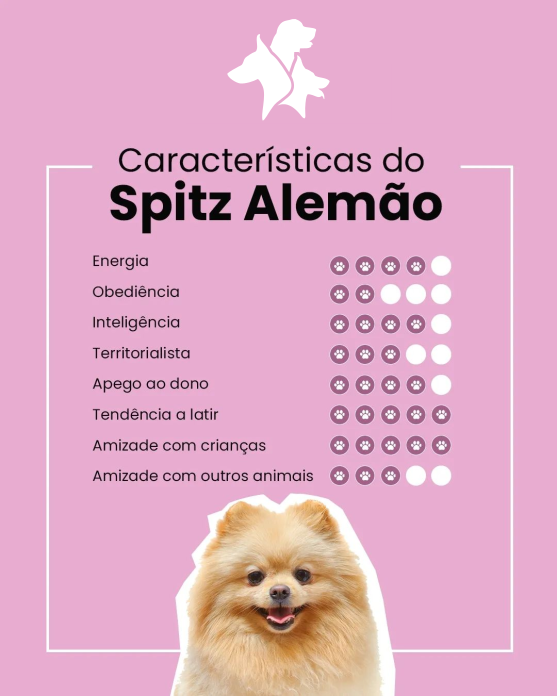 Características do
Spitz Alemão
Energia
Obediência
Inteligência
Territorialista
Apego ao dono
Tendência a latir
Amizade com crianças
Amizade com outros animais